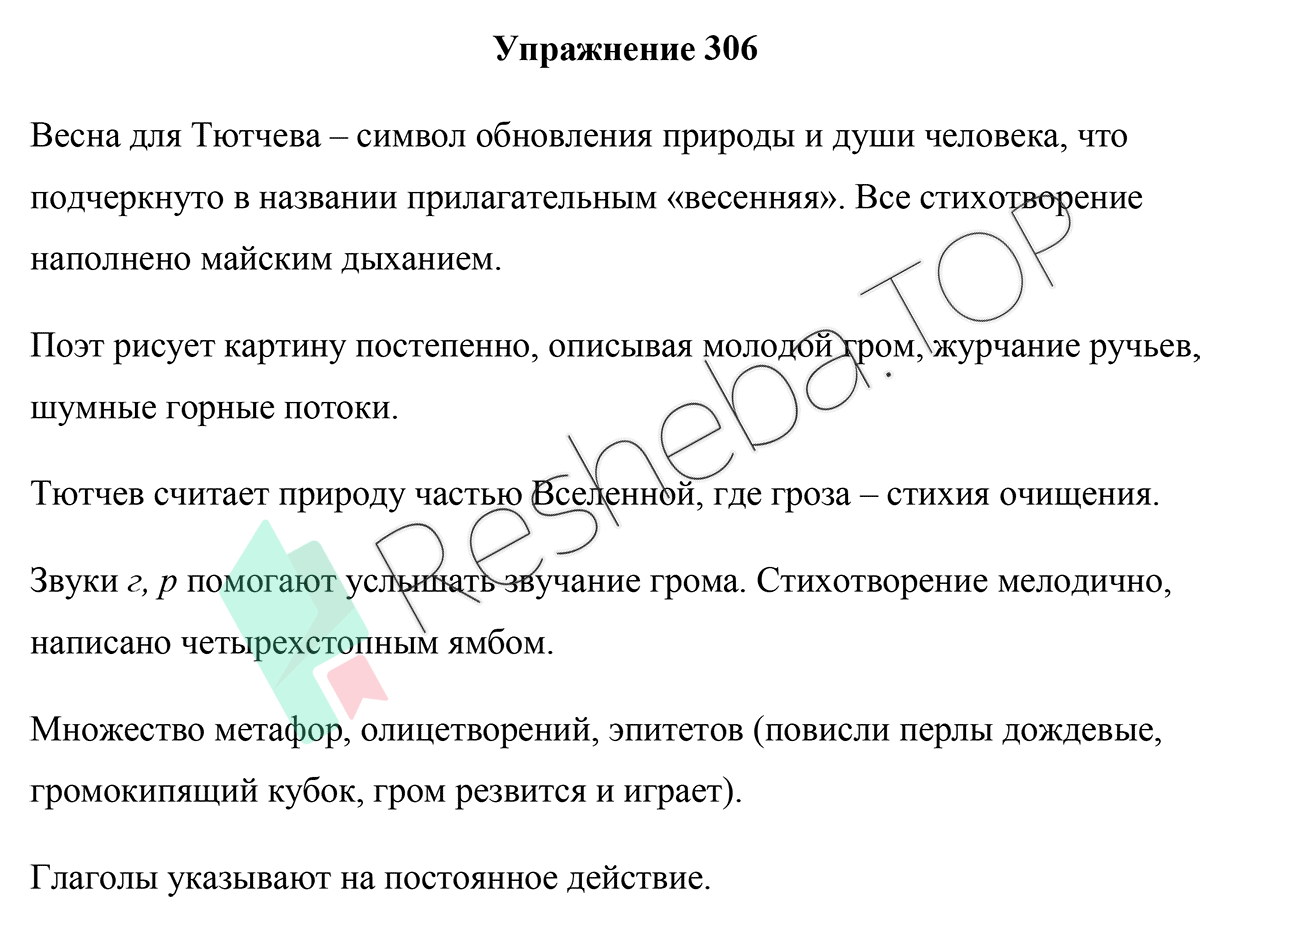 Упражнение 306
Весна для Тютчева – символ обновления природы и души человека, что
подчеркнуто в названии прилагательным «весенняя». Все стихотворение
наполнено майским дыханием.
Поэт рисует картину постепенно, описывая молодой гром, журчание ручьев,
шумные горные потоки.
Тютчев считает природу частью Вселенной, где гроза – стихия очищения.
Звуки г, р помогают услышать звучание грома. Стихотворение мелодично,
написано четырехстопным ямбом.
Множество метафор, олицетворений, эпитетов (повисли перлы дождевые,
громокипящий кубок, гром резвится и играет).
Глаголы указывают на постоянное действие.
Resheba.TOP